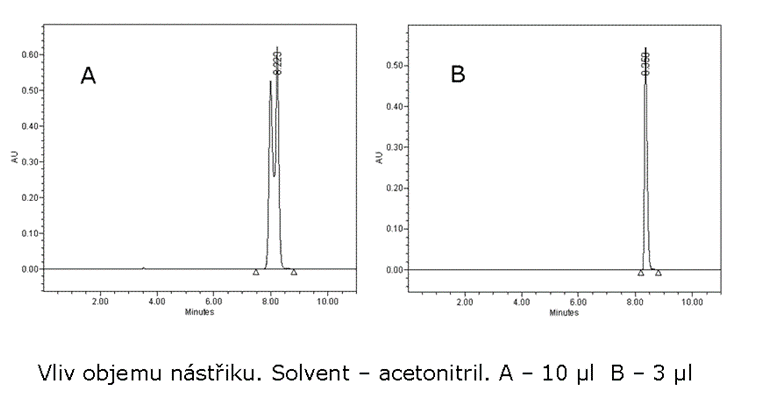 A
B
0.60
0.50
0.40
0.30
0.20
0.10
0.00
AU
8.223
2.00 4.00 6.00 8.00 10.00
Minutes
0.50
0.40
0.30
0.20
0.10
0.00
AU
2.00 4.00 6.00 8.00 10.00
Minutes
Vliv objemu nástřiku. Solvent – acetonitril. A – 10 µl B – 3 µl